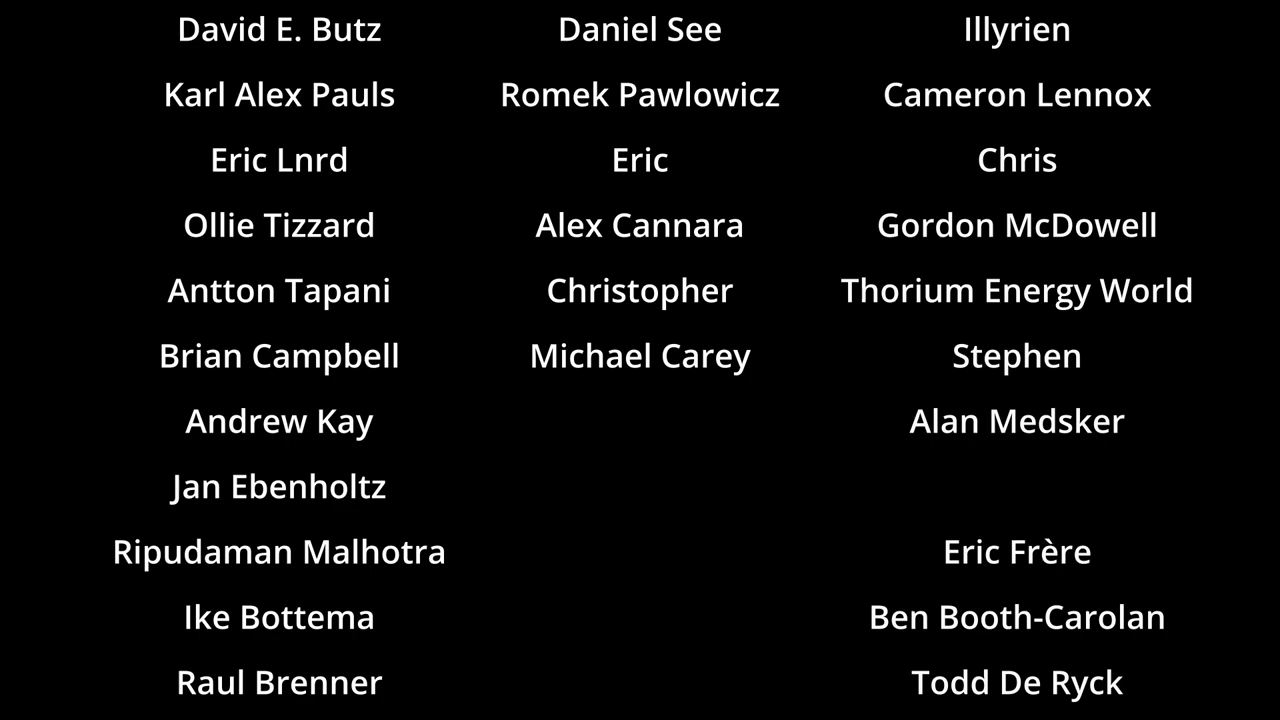 David E. Butz
Daniel See
Illyrien
Karl Alex Pauls
Romek Pawlowicz
Cameron Lennox
Eric Lnrd
Eric
Chris
Ollie Tizzard
Alex Cannara
Gordon McDowell
Antton Tapani
Christopher
Thorium Energy World
Brian Campbell
Michael Carey
Stephen
Andrew Kay
Alan Medsker
Jan Ebenholtz
Ripudaman Malhotra
Eric Frère
Ike Bottema
Ben Booth-Carolan
Raul Brenner
Todd De Ryck